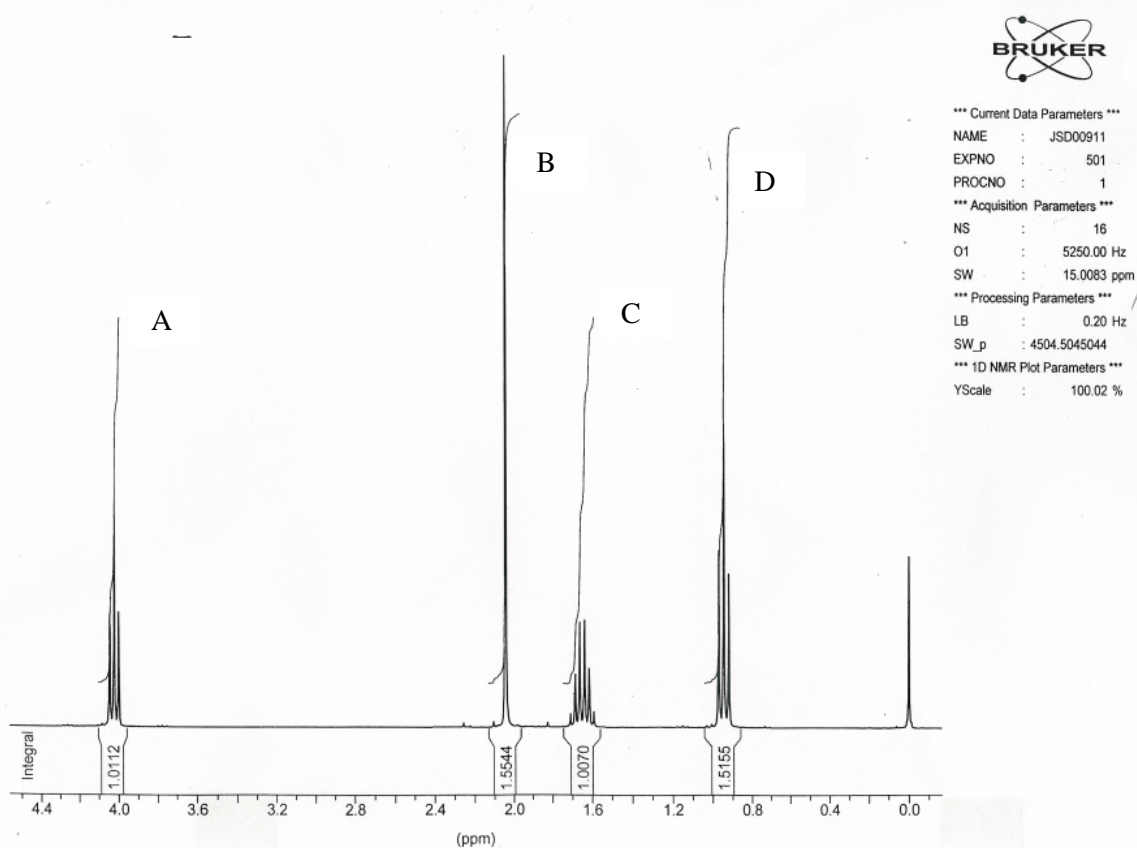 BRUKER
*** Current Data Parameters ***
NAME : JSD00911
EXPNO : 501
PROCNO : 1
*** Acquisition Parameters ***
NS : 16
O1 : 5250.00 Hz
SW : 15.0083 ppm
*** Processing Parameters ***
LB : 0.20 Hz
SW_p : 4504.5045044
*** 1D NMR Plot Parameters ***
YScale : 100.02 %
A
B
C
D
Integral
1.0112
1.5544
1.0070
1.5155
4.4 4.0 3.6 3.2 2.8 2.4 2.0 1.6 1.2 0.8 0.4 0.0
(ppm)